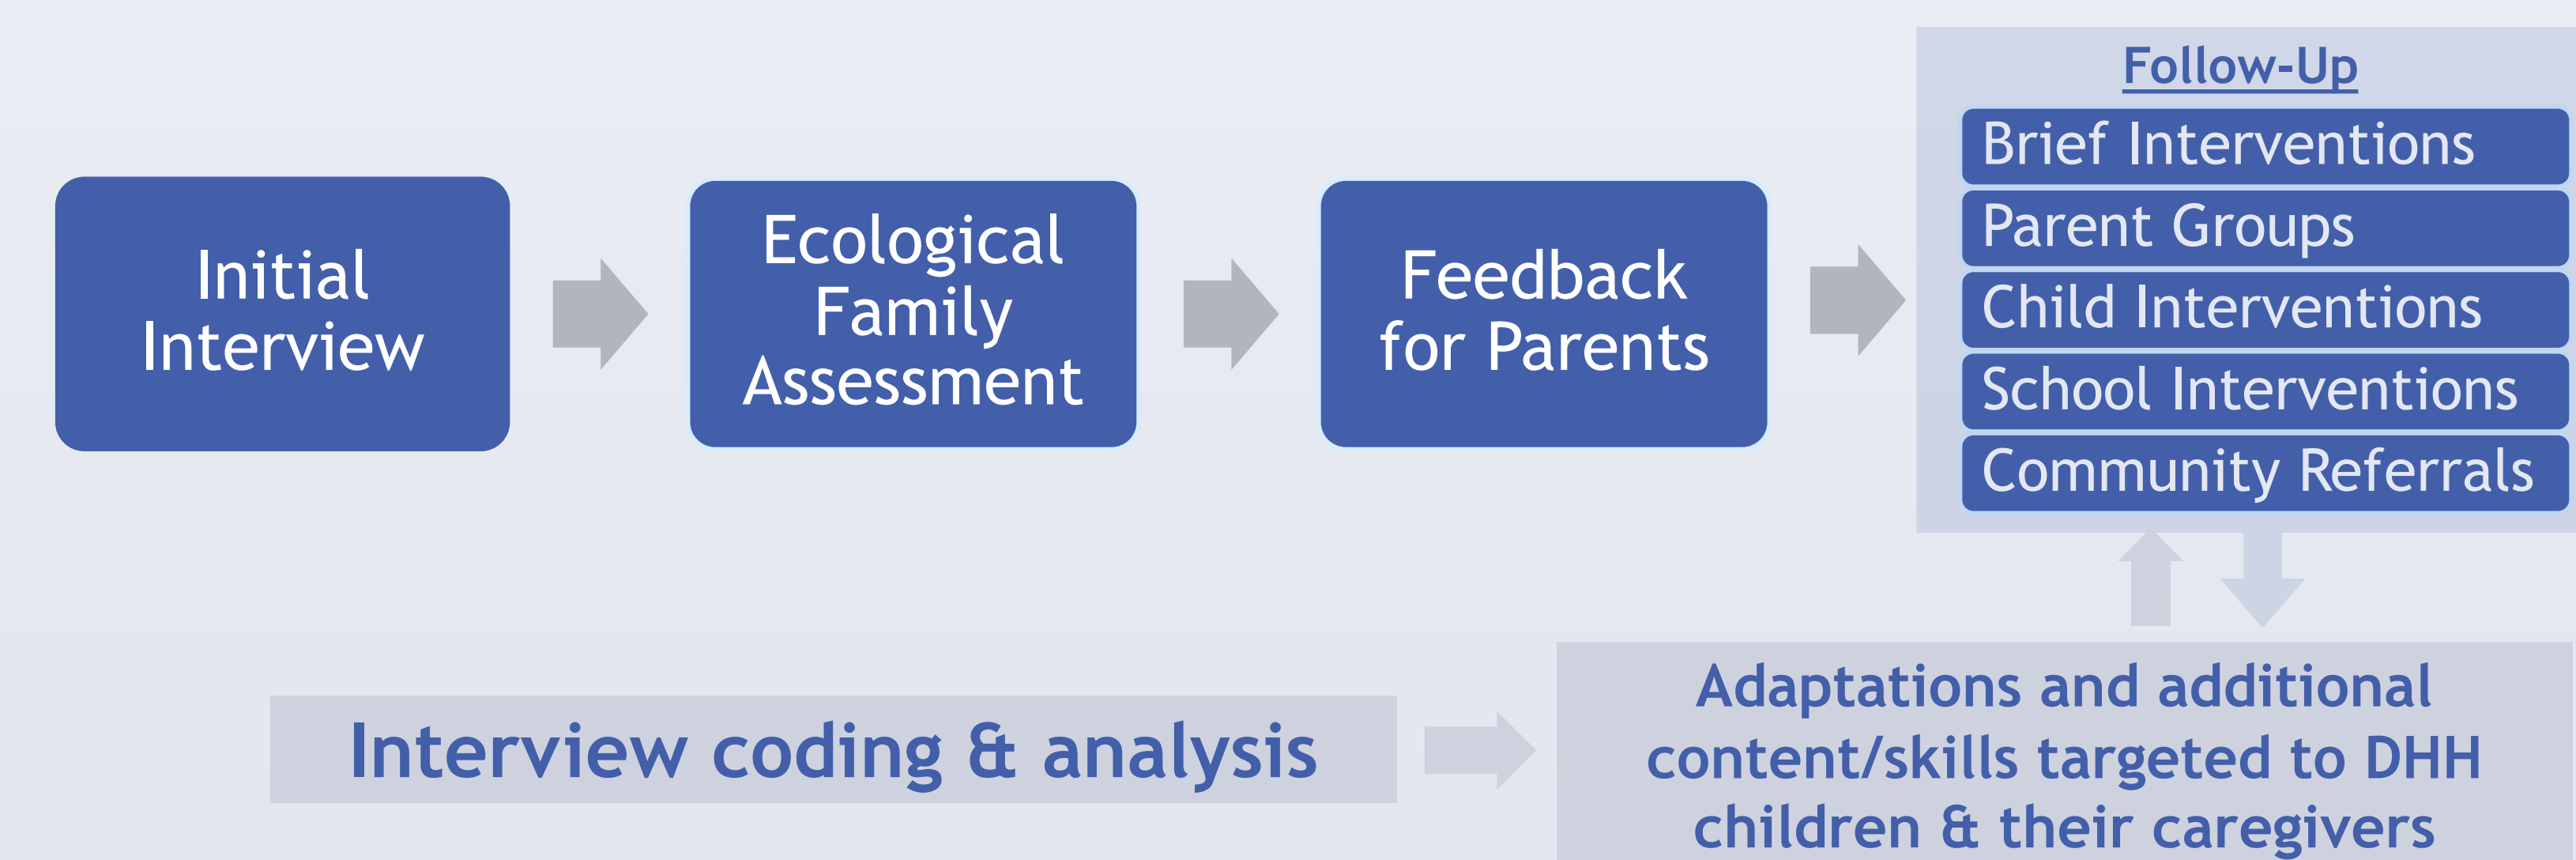 Initial
Interview
Ecological
Family
Assessment
Feedback
for Parents
Follow-Up
Brief Interventions
Parent Groups
Child Interventions
School Interventions
Community Referrals
Interview coding & analysis
Adaptations and additional
content/skills targeted to DHH
children & their caregivers